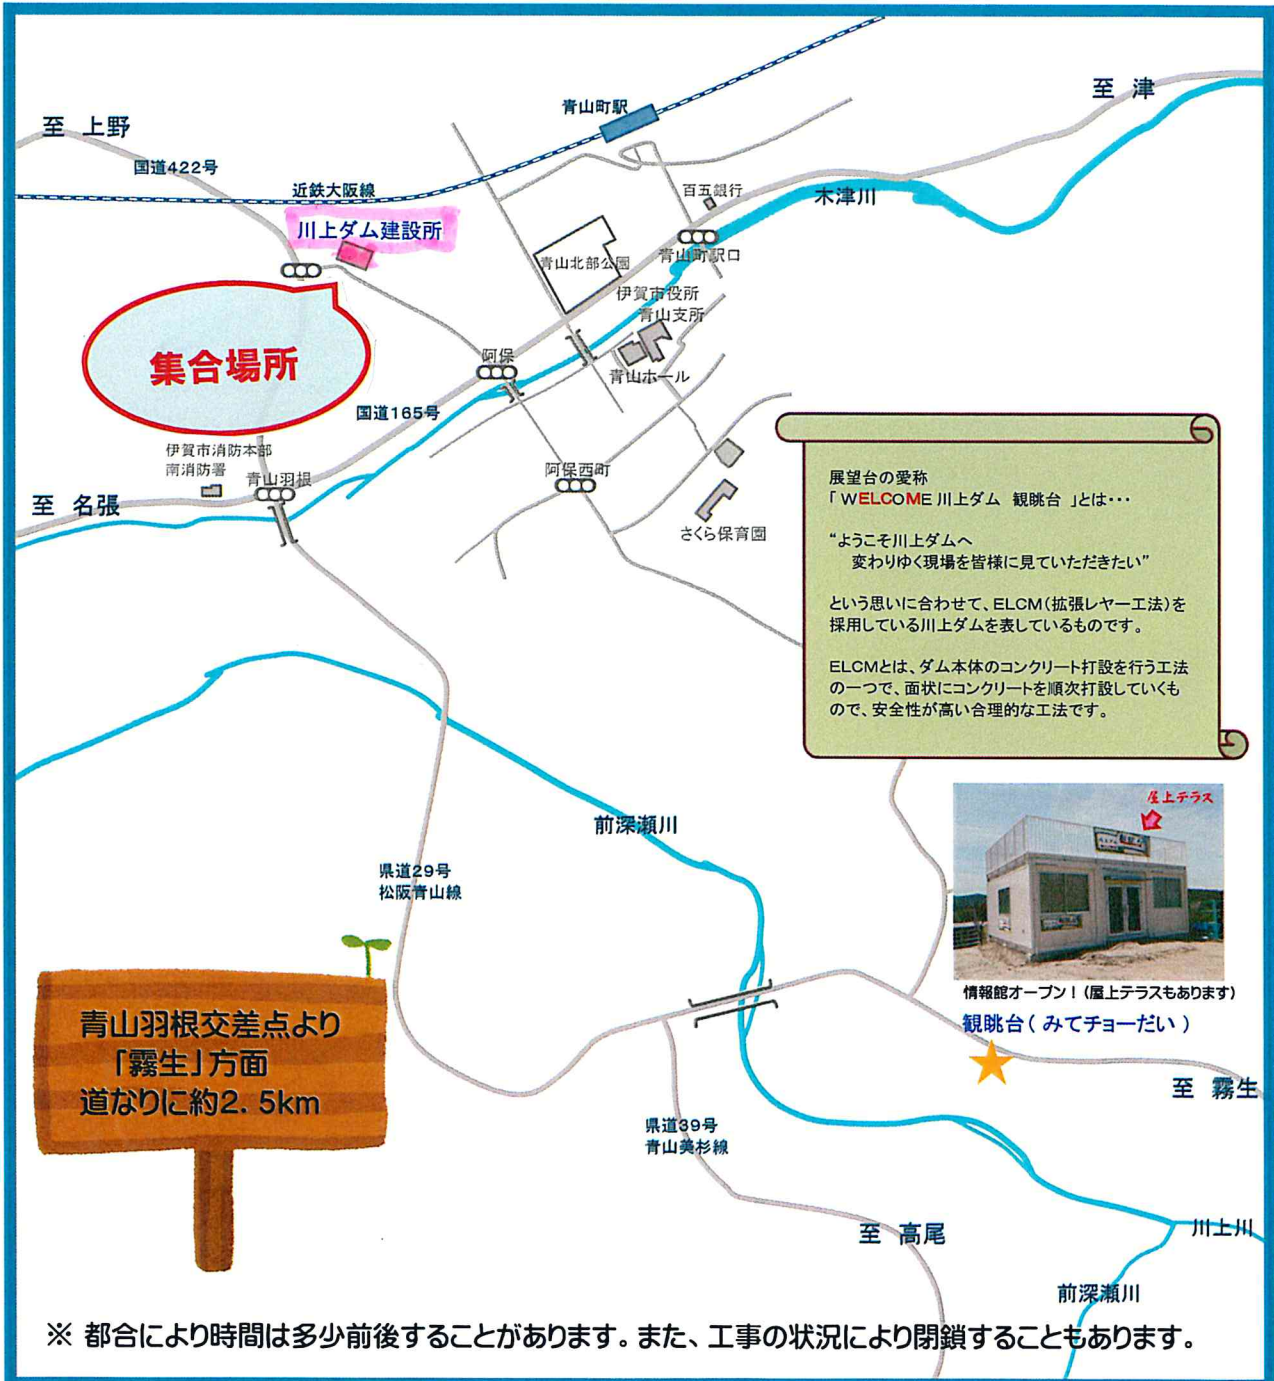 青山町駅
至 津
至 上野
国道422号
近鉄大阪線
百五銀行
木津川
川上ダム建設所
青山北部公園
青山町駅口
伊賀市役所
青山支所
集合場所
阿保
青山ホール
国道165号
伊賀市消防本部
南消防署
青山羽根
阿保西町
至 名張
さくら保育園
展望台の愛称
「WELCOME 川上ダム 観眺台 」とは・・・
“ようこそ川上ダムへ
変わりゆく現場を皆様に見ていただきたい”
という思いに合わせて、ELCM(拡張レヤー工法)を
採用している川上ダムを表しているものです。
ELCMとは、ダム本体のコンクリート打設を行う工法
の一つで、面状にコンクリートを順次打設していくも
ので、安全性が高い合理的な工法です。
屋上テラス
前深瀬川
県道29号
松阪青山線
情報館オープン！(屋上テラスもあります)
観眺台( みてチョーだい )
青山羽根交差点より
「霧生」方面
道なりに約2. 5km
至 霧生
県道39号
青山美杉線
至 高尾
川上川
前深瀬川
※ 都合により時間は多少前後することがあります。また、工事の状況により閉鎖することもあります。